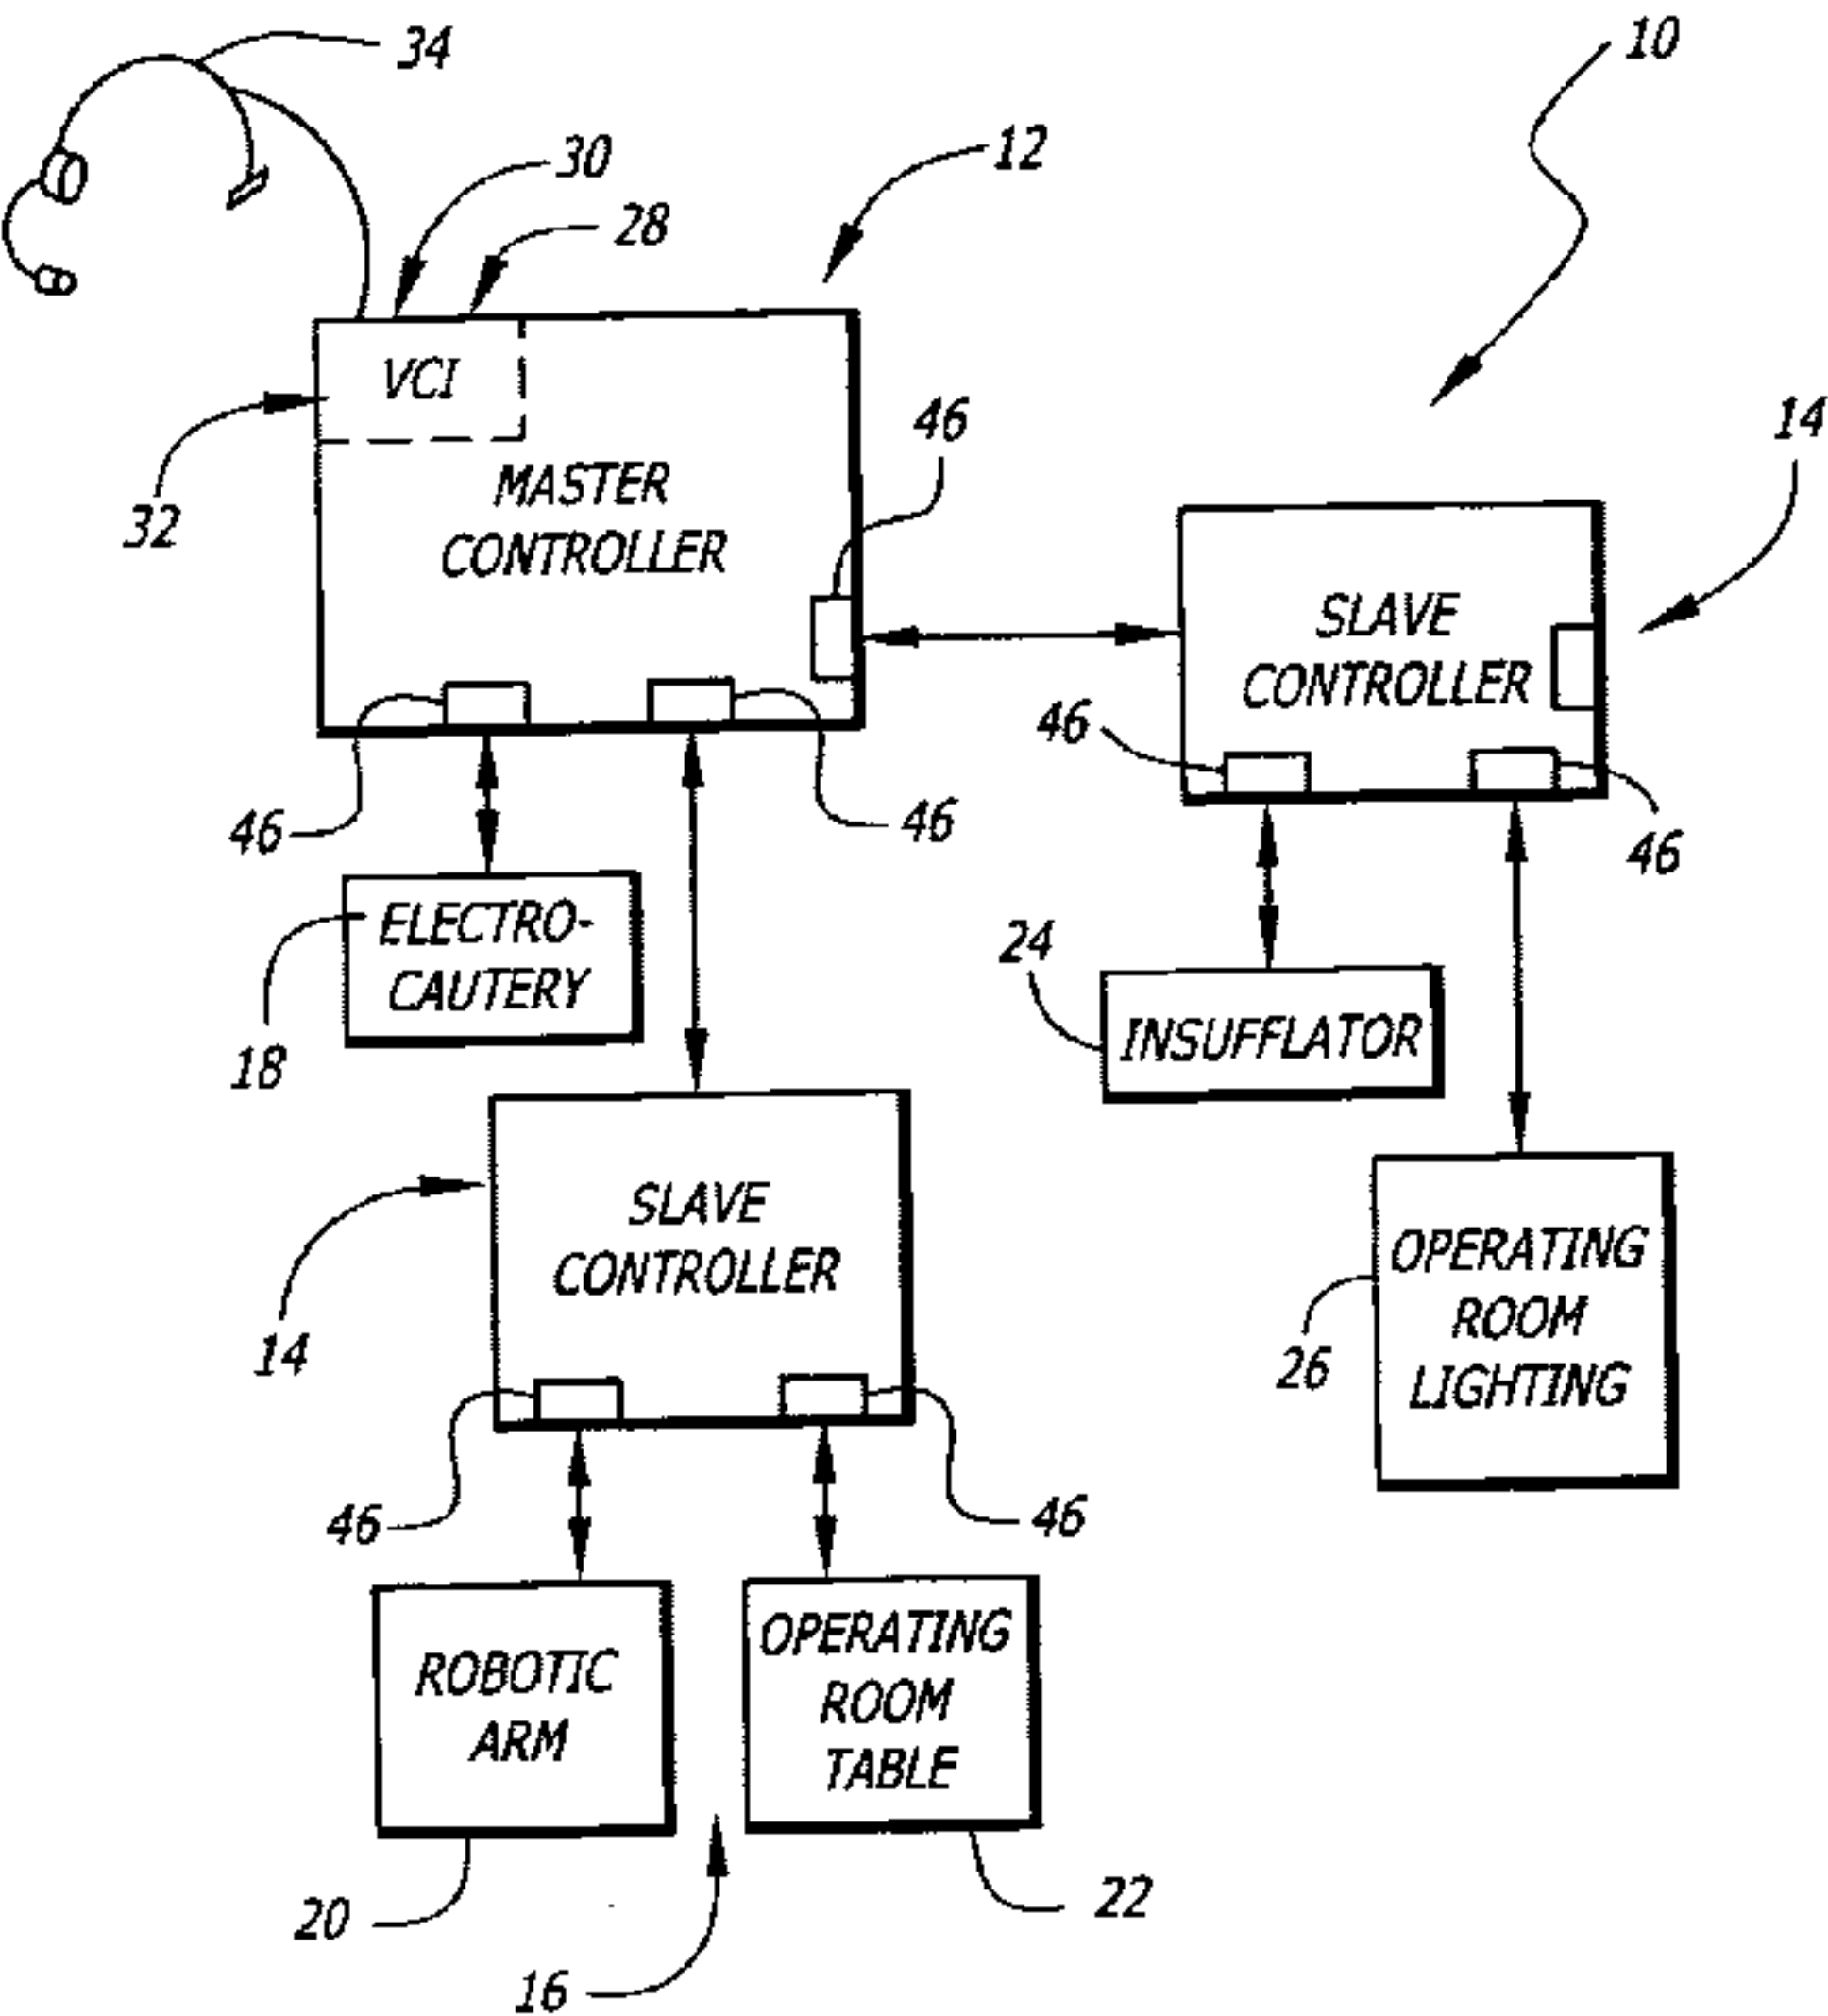 34
10
12
30
28
VCI
46
14
32
MASTER
CONTROLLER
SLAVE
CONTROLLER
46
46
46
46
ELECTRO-
CAUTERY
24
INSUFFLATOR
18
SLAVE
CONTROLLER
OPERATING
ROOM
LIGHTING
14
26
46
46
OPERATING
ROOM
TABLE
ROBOTIC
ARM
20
22
16